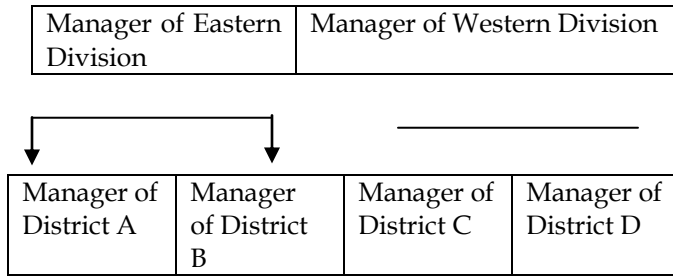 Manager of Eastern
Division
Manager of Western Division
Manager of
District A
Manager
of District
B
Manager of
District C
Manager of
District D